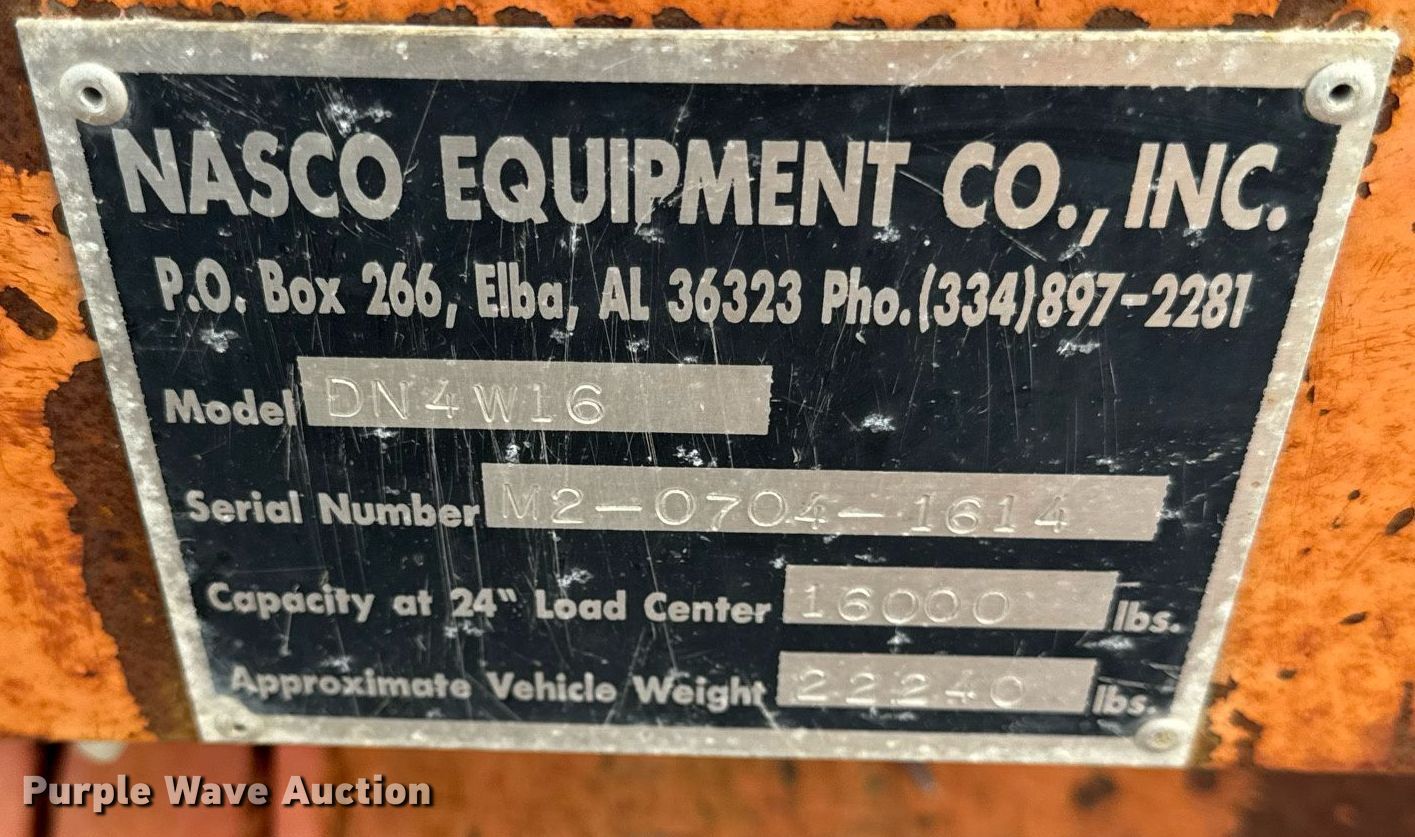 NASCO EQUIPMENT CO., INC.
P.O. Box 266, Elba, AL 36323 Pho.(334)897-2281
Model DN4W16
Serial Number M2-0704-1614
Capacity at 24" Load Center 16000 lbs.
Approximate Vehicle Weight 22240 lbs.
Purple Wave Auction